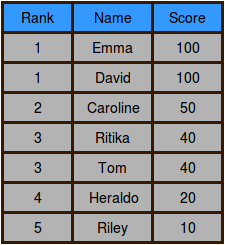 Rank Name Score
1 Emma 100
1 David 100
2 Caroline 50
3 Ritika 40
3 Tom 40
4 Heraldo 20
5 Riley 10